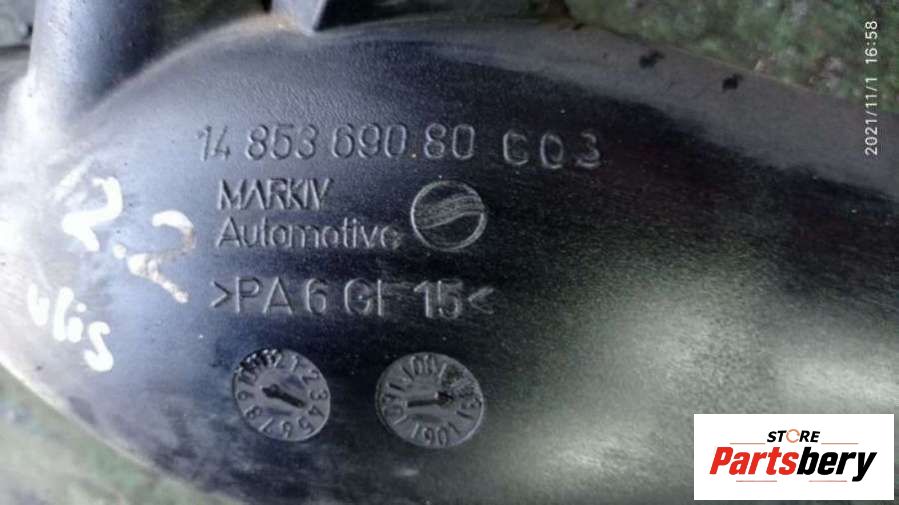 14 853 690 80 C03
MARKIV
Automotive
>PA 6 GF 15<
2021/11/1 16:58
STORE
Partsbery